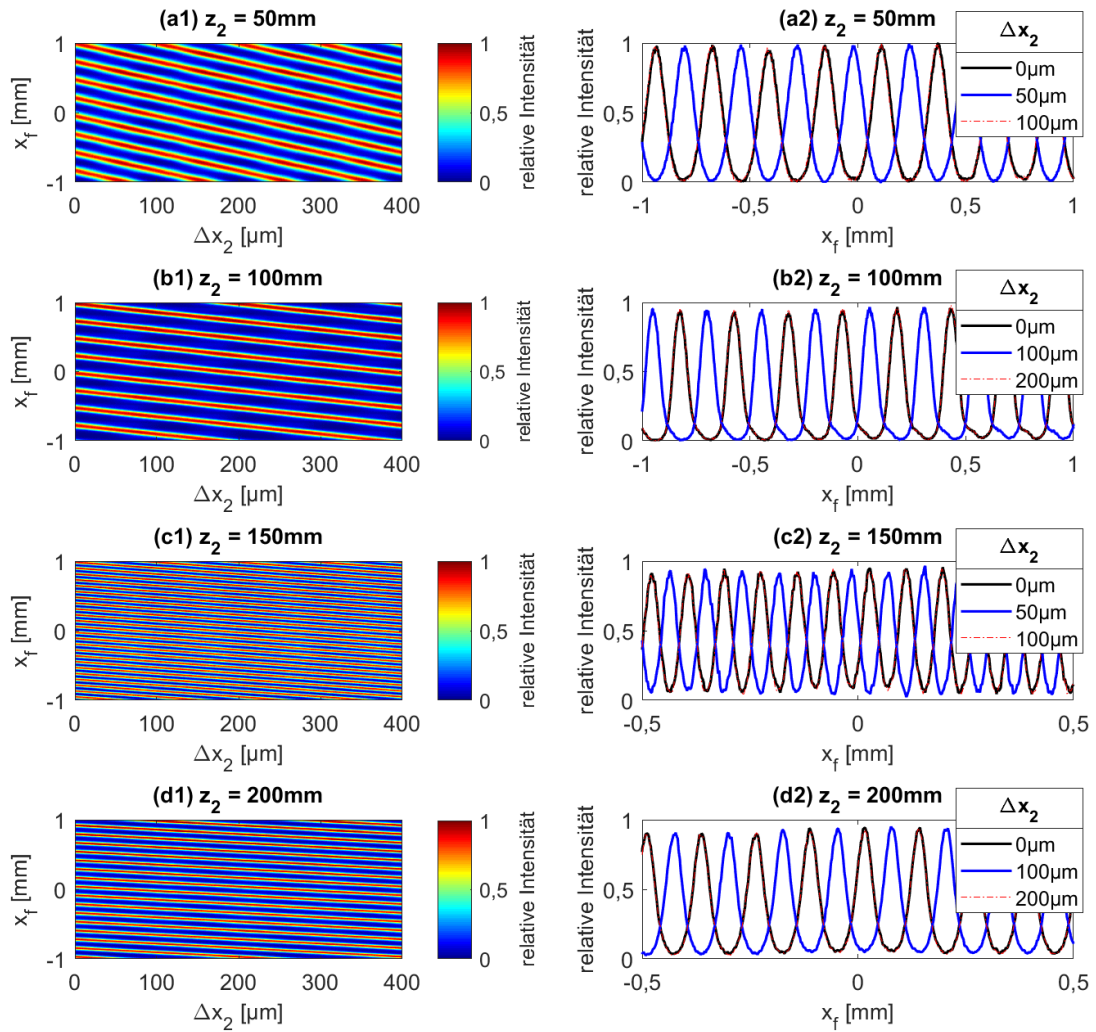 (a1) z2 = 50mm
1
0
-1
xf [mm]
0
100
200
300
400
Δx2 [µm]
1
0,5
0
relative Intensität
(a2) z2 = 50mm
1
0,5
0
relative Intensität
-1
-0,5
0
0,5
1
xf [mm]
Δx2
0µm
50µm
100µm
(b1) z2 = 100mm
1
0
-1
xf [mm]
0
100
200
300
400
Δx2 [µm]
1
0,5
0
relative Intensität
(b2) z2 = 100mm
1
0,5
0
relative Intensität
-1
-0,5
0
0,5
1
xf [mm]
Δx2
0µm
100µm
200µm
(c1) z2 = 150mm
1
0
-1
xf [mm]
0
100
200
300
400
Δx2 [µm]
1
0,5
0
relative Intensität
(c2) z2 = 150mm
1
0,5
0
relative Intensität
-0,5
0
0,5
xf [mm]
Δx2
0µm
50µm
100µm
(d1) z2 = 200mm
1
0
-1
xf [mm]
0
100
200
300
400
Δx2 [µm]
1
0,5
0
relative Intensität
(d2) z2 = 200mm
1
0,5
0
relative Intensität
-0,5
0
0,5
xf [mm]
Δx2
0µm
100µm
200µm